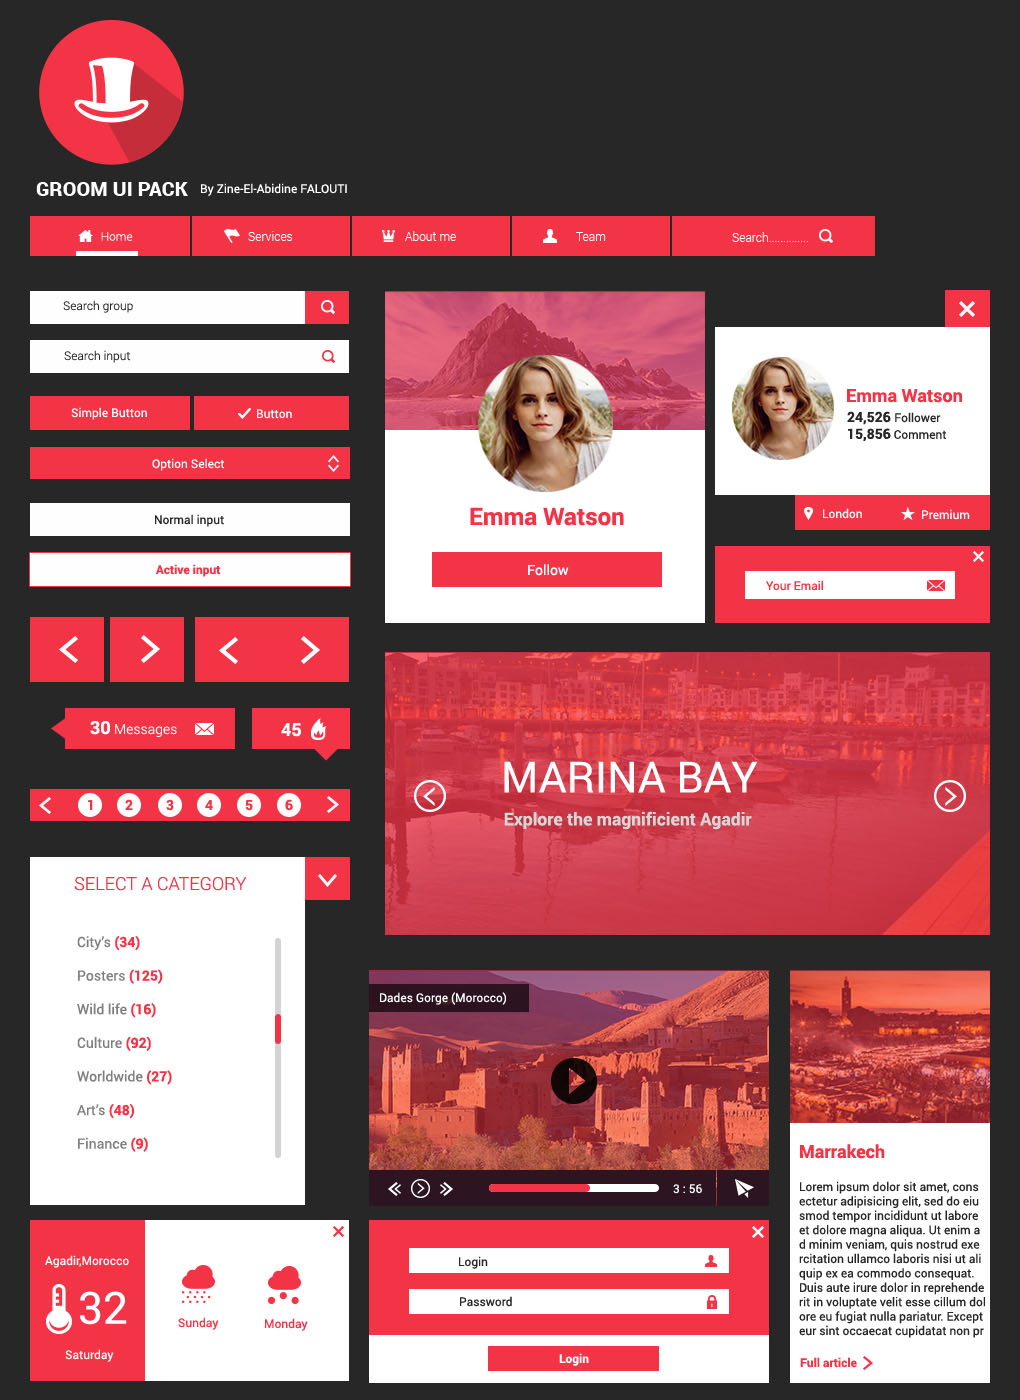 GROOM UI PACK By Zine-El-Abidine FALOUTI
Home Services About me Team Search.............
Search group
Search input
Simple Button Button
Option Select
Normal input
Active input
30 Messages 45
1 2 3 4 5 6
SELECT A CATEGORY
City's (34)
Posters (125)
Wild life (16)
Culture (92)
Worldwide (27)
Art's (48)
Finance (9)
Agadir,Morocco
32
Saturday
Sunday
Monday
Emma Watson
Follow
Emma Watson
24,526 Follower
15,856 Comment
London Premium
Your Email
MARINA BAY
Explore the magnificient Agadir
Dades Gorge (Morocco)
3 : 56
Login
Password
Login
Marrakech
Lorem ipsum dolor sit amet, cons
ectetur adipisicing elit, sed do eiu
smod tempor incididunt ut labore
et dolore magna aliqua. Ut enim a
d minim veniam, quis nostrud exe
rcitation ullamco laboris nisi ut ali
quip ex ea commodo consequat.
Duis aute irure dolor in reprehende
rit in voluptate velit esse cillum dol
ore eu fugiat nulla pariatur. Except
eur sint occaecat cupidatat non pr
Full article